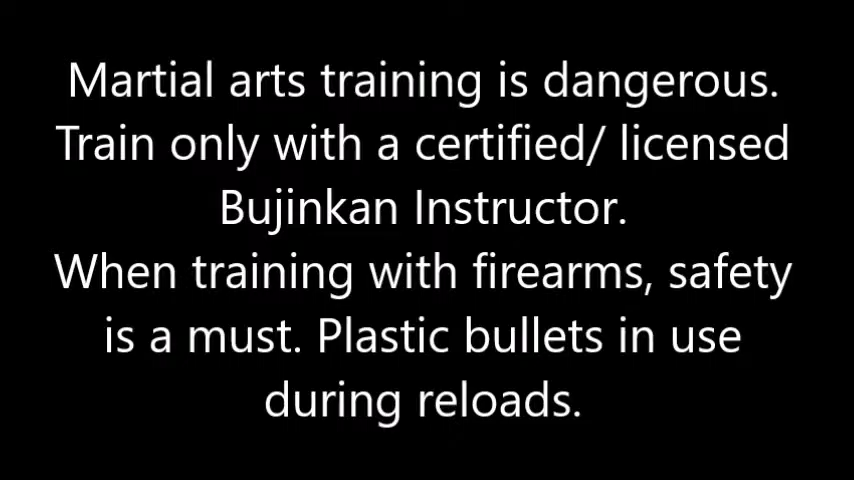 Martial arts training is dangerous.
Train only with a certified/ licensed
Bujinkan Instructor.
When training with firearms, safety
is a must. Plastic bullets in use
during reloads.